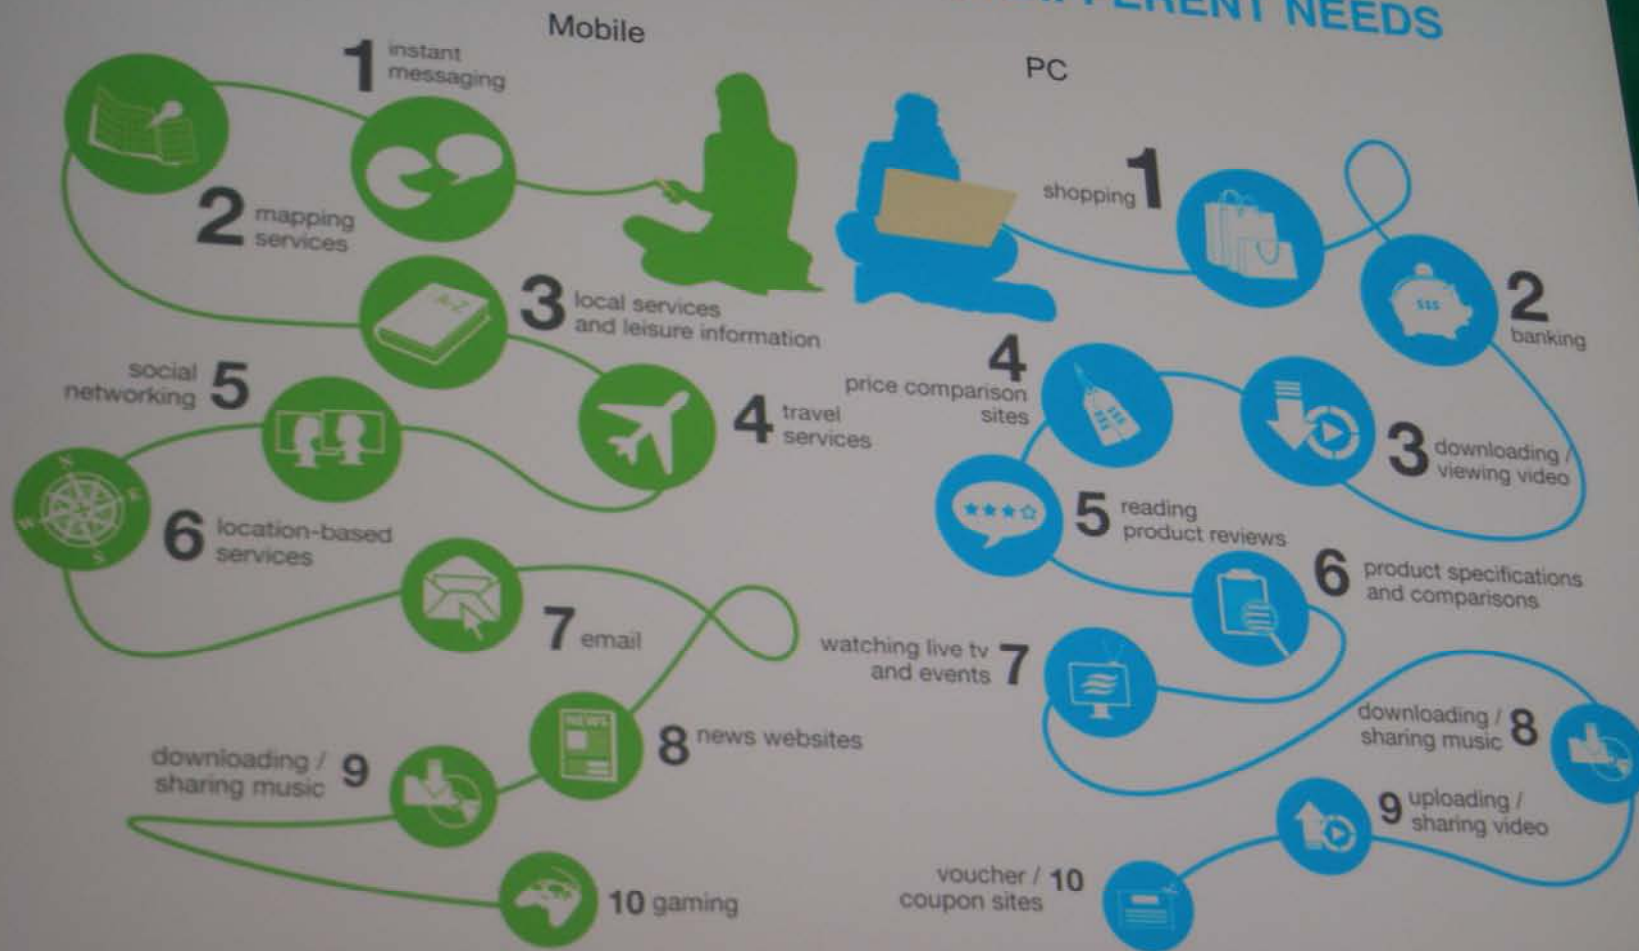 NEEDS
Mobile
PC
1 instant
messaging
2 mapping
services
3 local services
and leisure information
A-Z
4 travel
services
social
networking 5
N
E
S
W
6 location-based
services
7 email
NEWS
8 news websites
downloading /
sharing music 9
10 gaming
shopping 1
$$$
2
banking
3 downloading /
viewing video
4
price comparison
sites
$$$
5 reading
product reviews
6 product specifications
and comparisons
watching live tv
and events 7
downloading /
sharing music 8
9 uploading /
sharing video
voucher / 10
coupon sites